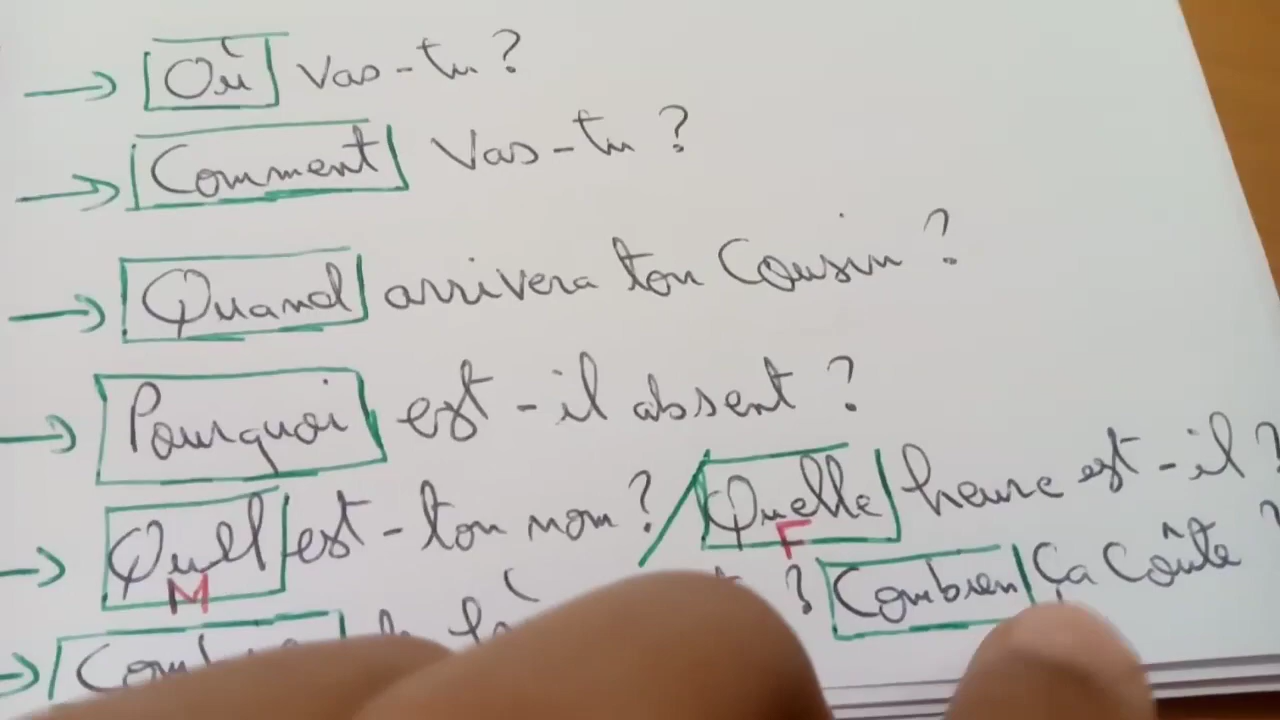 → Où vas-tu ?
→ Comment vas-tu ?
→ Quand arrivera ton cousin ?
→ Pourquoi est-il absent ?
→ Quel est-ton nom ? / Quelle heure est-il ?
M F
→ ? Combien ça coûte ?